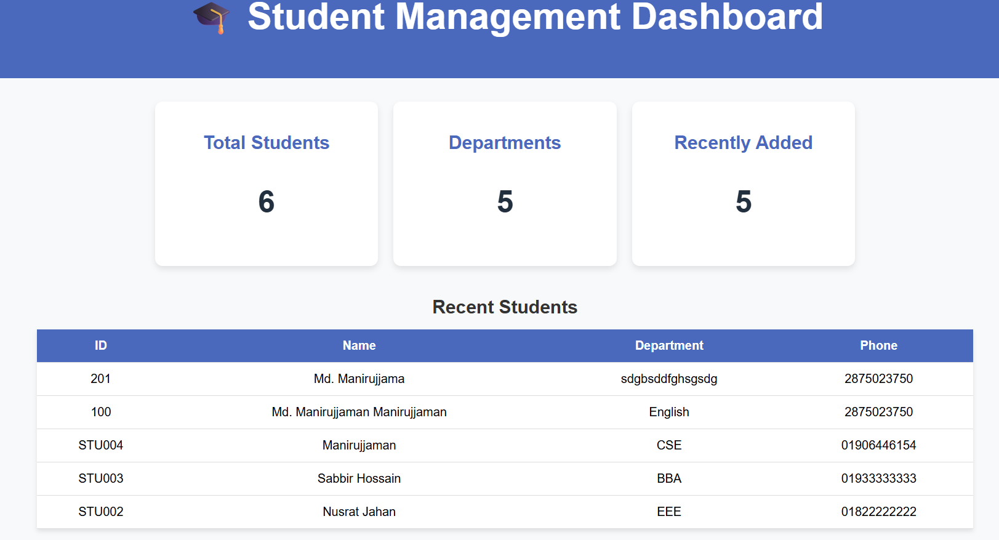 Student Management Dashboard
Total Students
Departments
Recently Added
6
5
5
Recent Students
ID Name Department Phone
201 Md. Manirujjama sdgbsddfghsgsdg 2875023750
100 Md. Manirujjaman Manirujjaman English 2875023750
STU004 Manirujjaman CSE 01906446154
STU003 Sabbir Hossain BBA 01933333333
STU002 Nusrat Jahan EEE 01822222222